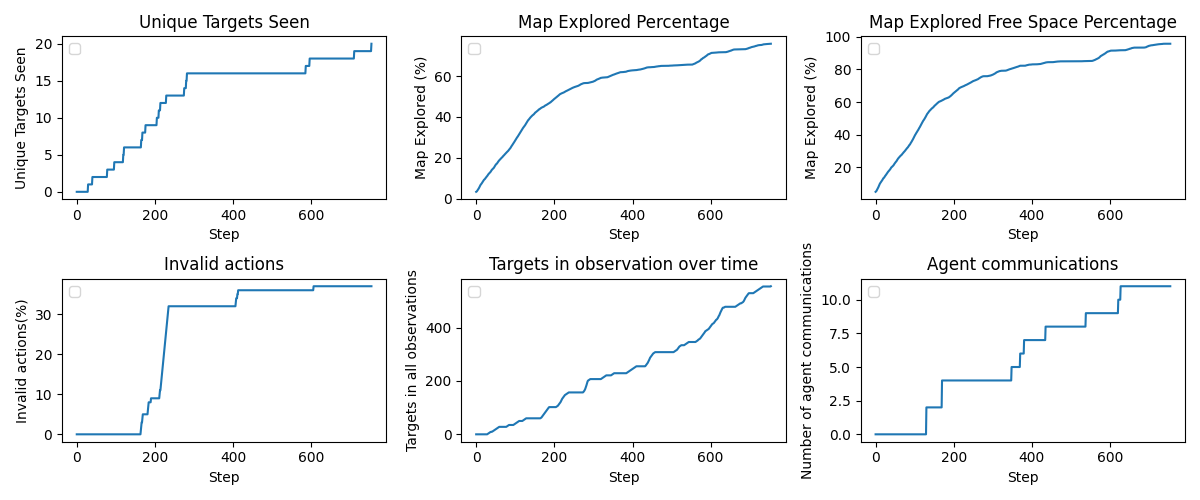 Unique Targets Seen
Unique Targets Seen
20
15
10
5
0
0 200 400 600
Step
Map Explored Percentage
Map Explored (%)
60
40
20
0
0 200 400 600
Step
Map Explored Free Space Percentage
Map Explored (%)
100
80
60
40
20
0 200 400 600
Step
Invalid actions
Invalid actions(%)
30
20
10
0
0 200 400 600
Step
Targets in observation over time
Targets in all observations
400
200
0
0 200 400 600
Step
Agent communications
Number of agent communications
10.0
7.5
5.0
2.5
0.0
0 200 400 600
Step